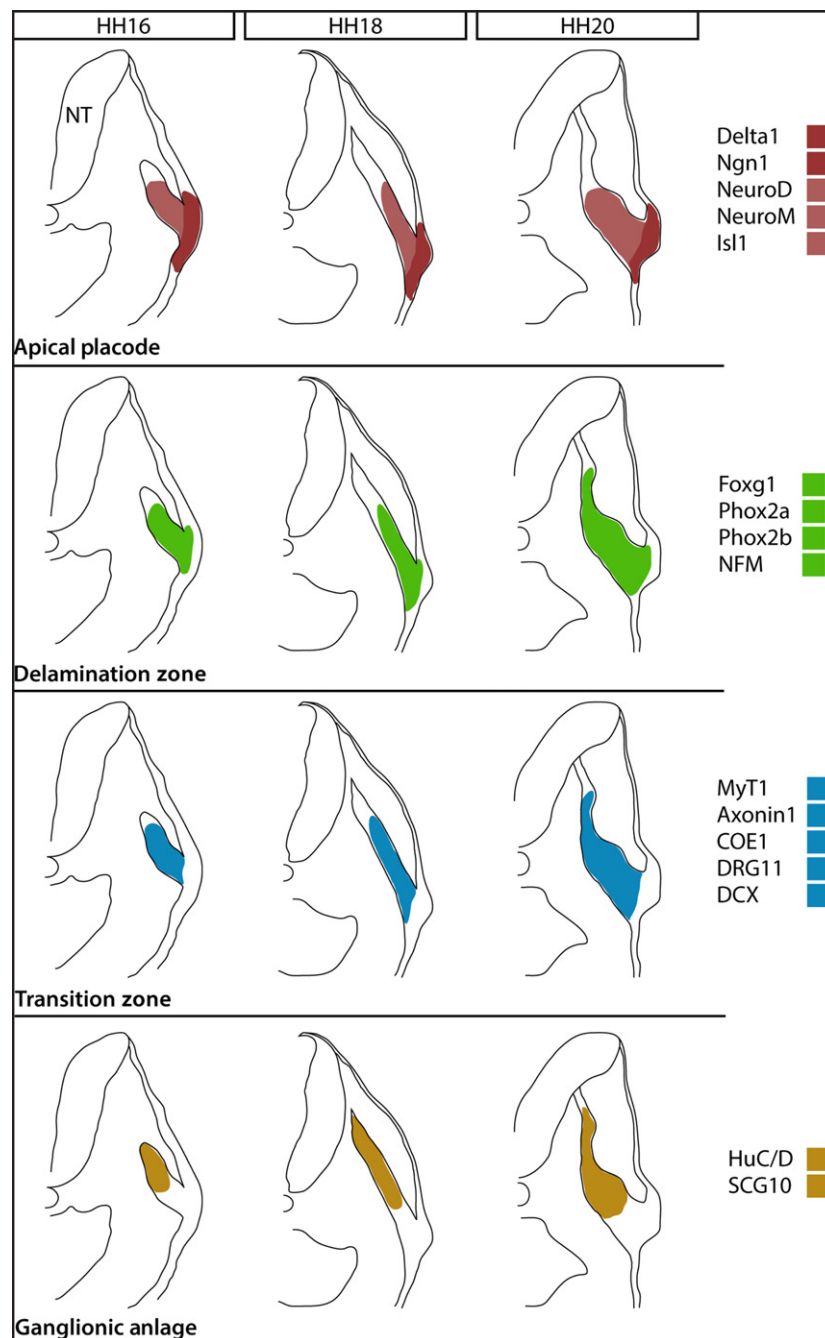 HH16 HH18 HH20
NT
Delta1
Ngn1
NeuroD
NeuroM
Isl1
Apical placode
Foxg1
Phox2a
Phox2b
NFM
Delamination zone
MyT1
Axonin1
COE1
DRG11
DCX
Transition zone
HuC/D
SCG10
Ganglionic anlage